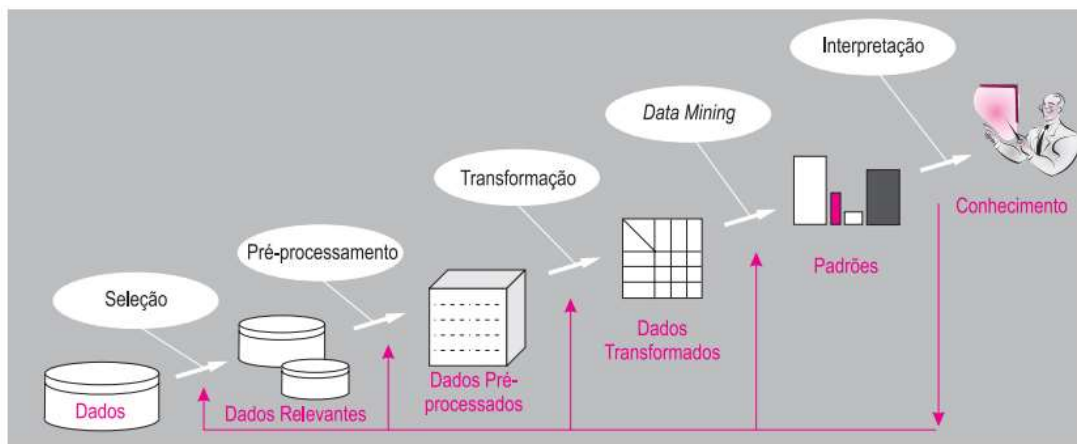 Interpretação
Data Mining
Transformação
Pré-processamento
Seleção
Conhecimento
Padrões
Dados
Transformados
Dados Pré-
processados
Dados Relevantes
Dados